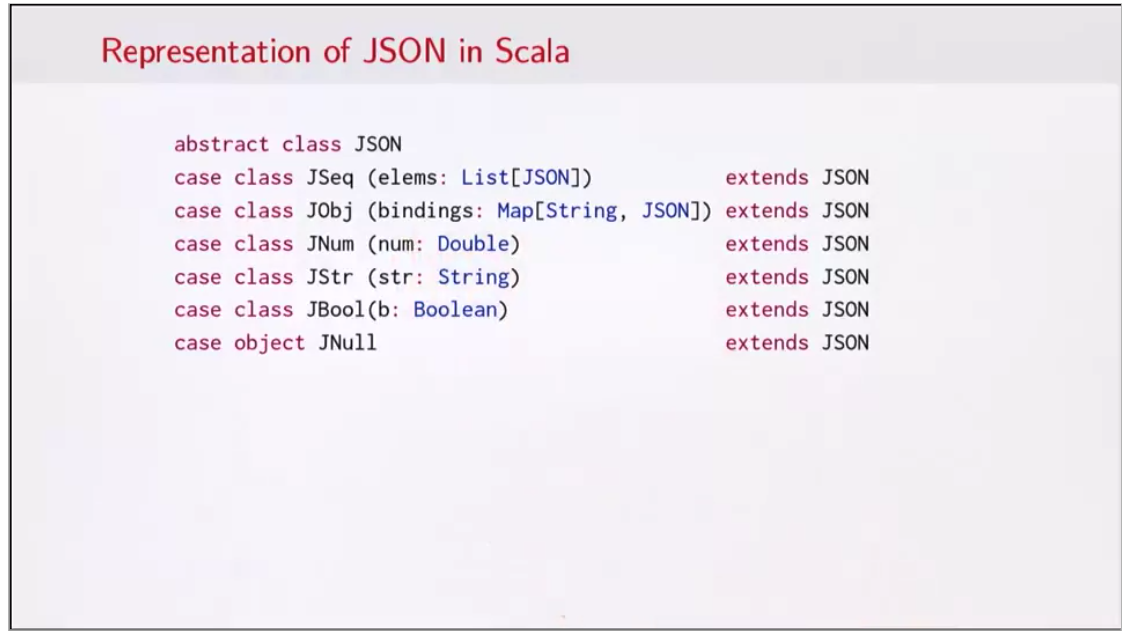 Representation of JSON in Scala
abstract class JSON
case class JSeq (elems: List[JSON]) extends JSON
case class JObj (bindings: Map[String, JSON]) extends JSON
case class JNum (num: Double) extends JSON
case class JStr (str: String) extends JSON
case class JBool(b: Boolean) extends JSON
case object JNull extends JSON